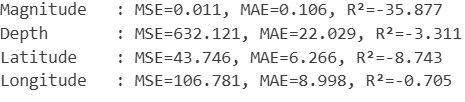 Magnitude   : MSE=0.011, MAE=0.106, R²=-35.877
Depth       : MSE=632.121, MAE=22.029, R²=-3.311
Latitude    : MSE=43.746, MAE=6.266, R²=-8.743
Longitude   : MSE=106.781, MAE=8.998, R²=-0.705